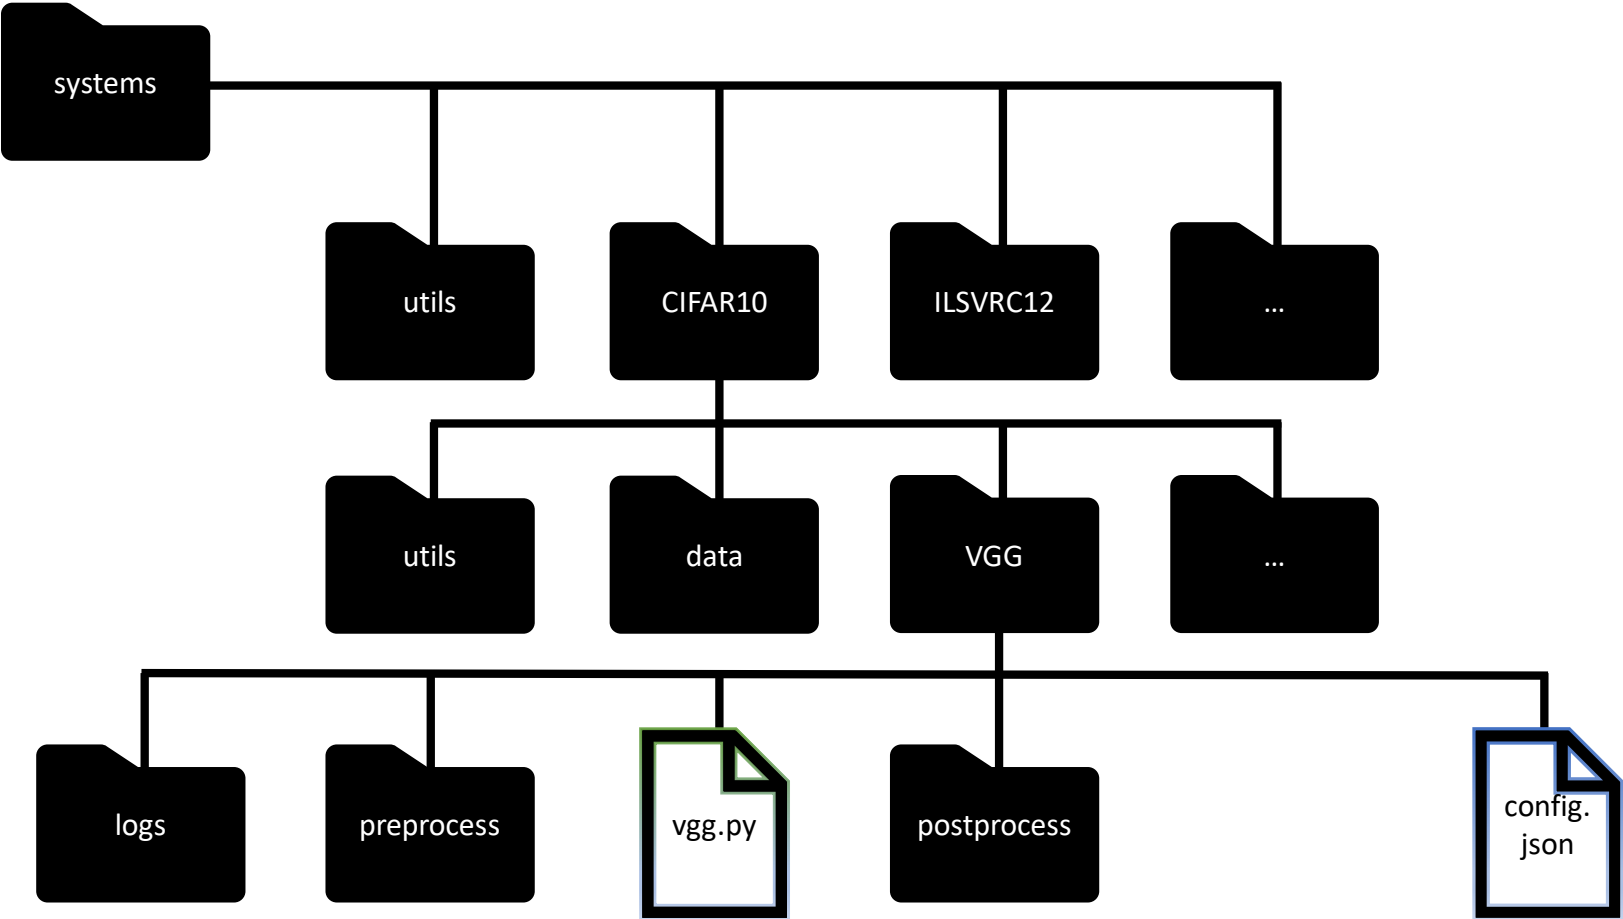 systems
utils
CIFAR10
ILSVRC12
...
utils
data
VGG
...
logs
preprocess
vgg.py
postprocess
config.
json